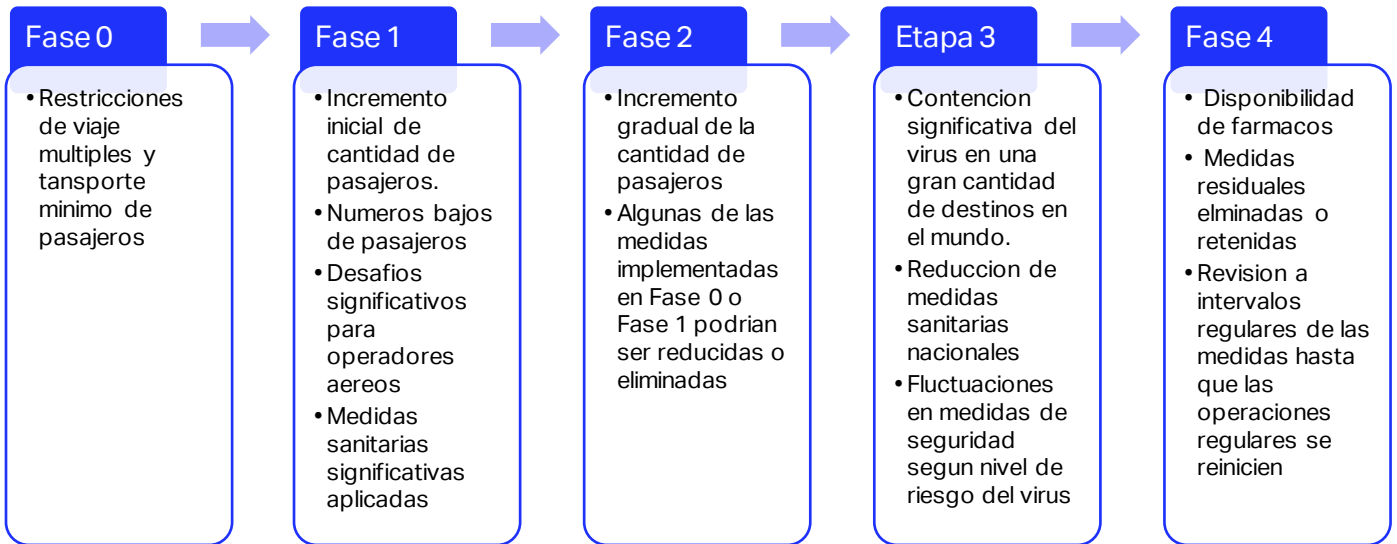 Fase 0
• Restricciones
de viaje
multiples y
tansporte
minimo de
pasajeros
Fase 1
• Incremento
inicial de
cantidad de
pasajeros.
• Numeros bajos
de pasajeros
• Desafios
significativos
para
operadores
aereos
• Medidas
sanitarias
significativas
aplicadas
Fase 2
• Incremento
gradual de la
cantidad de
pasajeros
• Algunas de las
medidas
implementadas
en Fase 0 o
Fase 1 podrian
ser reducidas o
eliminadas
Etapa 3
• Contencion
significativa del
virus en una
gran cantidad
de destinos en
el mundo.
• Reduccion de
medidas
sanitarias
nacionales
• Fluctuaciones
en medidas de
seguridad
segun nivel de
riesgo del virus
Fase 4
• Disponibilidad
de farmacos
• Medidas
residuales
elminadas o
retenidas
• Revision a
intervalos
regulares de las
medidas hasta
que las
operaciones
regulares se
reinicien